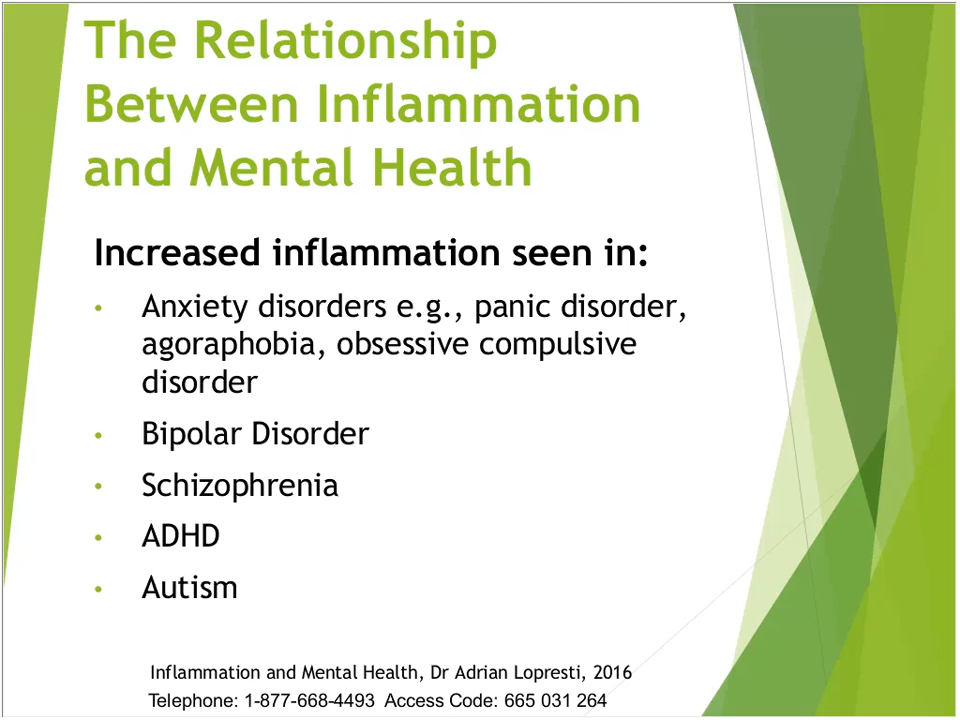 The Relationship
Between Inflammation
and Mental Health
Increased inflammation seen in:
• Anxiety disorders e.g., panic disorder,
agoraphobia, obsessive compulsive
disorder
• Bipolar Disorder
• Schizophrenia
• ADHD
• Autism
Inflammation and Mental Health, Dr Adrian Lopresti, 2016
Telephone: 1-877-668-4493 Access Code: 665 031 264